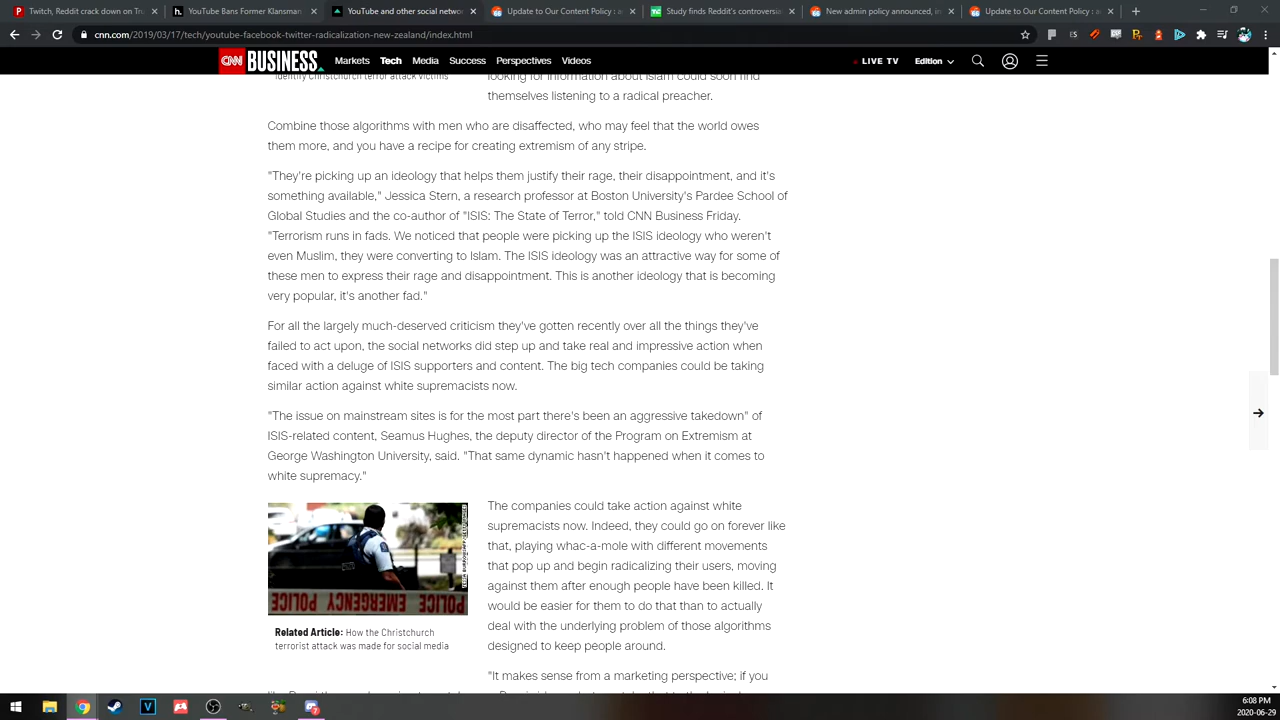 Twitch, Reddit crack down on Tru
YouTube Bans Former Klansman
YouTube and other social netwo
Update to Our Content Policy : a
Study finds Reddit's controversia
New admin policy announced, in
Update to Our Content Policy : a
cnn.com/2019/03/17/tech/youtube-facebook-twitter-radicalization-new-zealand/index.html
CNN BUSINESS Markets Tech Media Success Perspectives Videos LIVE TV Edition
identify Christchurch terror attack victims
looking for information about Islam could soon find
themselves listening to a radical preacher.
Combine those algorithms with men who are disaffected, who may feel that the world owes
them more, and you have a recipe for creating extremism of any stripe.
"They're picking up an ideology that helps them justify their rage, their disappointment, and it's
something available," Jessica Stern, a research professor at Boston University's Pardee School of
Global Studies and the co-author of "ISIS: The State of Terror," told CNN Business Friday.
"Terrorism runs in fads. We noticed that people were picking up the ISIS ideology who weren't
even Muslim, they were converting to Islam. The ISIS ideology was an attractive way for some of
these men to express their rage and disappointment. This is another ideology that is becoming
very popular, it's another fad."
For all the largely much-deserved criticism they've gotten recently over all the things they've
failed to act upon, the social networks did step up and take real and impressive action when
faced with a deluge of ISIS supporters and content. The big tech companies could be taking
similar action against white supremacists now.
"The issue on mainstream sites is for the most part there's been an aggressive takedown" of
ISIS-related content, Seamus Hughes, the deputy director of the Program on Extremism at
George Washington University, said. "That same dynamic hasn't happened when it comes to
white supremacy."
POLICE EMERGENCY POLICE
Related Article: How the Christchurch
terrorist attack was made for social media
The companies could take action against white
supremacists now. Indeed, they could go on forever like
that, playing whac-a-mole with different movements
that pop up and begin radicalizing their users, moving
against them after enough people have been killed. It
would be easier for them to do that than to actually
deal with the underlying problem of those algorithms
designed to keep people around.
"It makes sense from a marketing perspective; if you
6:08 PM
2020-06-29